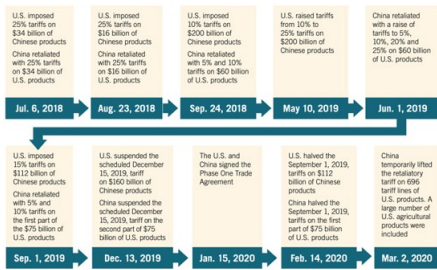 U.S. imposed
25% tariffs on
$34 billion of
Chinese products
China retaliated
with 25% tariffs
on $34 billion of
U.S. products
Jul. 6, 2018
U.S. imposed
25% tariffs on
$16 billion of
Chinese products
China retaliated
with 25% tariffs
on $16 billion of
U.S. products
Aug. 23, 2018
U.S. imposed
10% tariffs on
$200 billion of
Chinese products
China retaliated
with 5% and 10%
tariffs on $60 billion
of U.S. products
Sep. 24, 2018
U.S. raised tariffs
from 10% to
25% tariffs on
$200 billion of
Chinese products
May 10, 2019
China retaliated
with a raise of
tariffs to 5%,
10%, 20% and
25% on $60 billion
of U.S. products
Jun. 1, 2019
U.S. imposed
15% tariffs on
$112 billion of
Chinese products
China retaliated
with 5% and
10% tariffs on
the first part of
the $75 billion of
U.S. products
Sep. 1, 2019
U.S. suspended the
scheduled December
15, 2019, tariff
on $160 billion of
Chinese products
China suspended the
scheduled December
15, 2019, tariff on the
second part of $75
billion of U.S. products
Dec. 13, 2019
The U.S. and
China signed the
Phase One Trade
Agreement
Jan. 15, 2020
U.S. halved the
September 1, 2019,
tariffs on $112
billion of Chinese
products
China halved the
September 1, 2019,
tariffs on the first
part of $75 billion
of U.S. products
Feb. 14, 2020
China
temporarily lifted
the retaliatory
tariff on 696
tariff lines of
U.S. products. A
large number of
U.S. agricultural
products were
included
Mar. 2, 2020